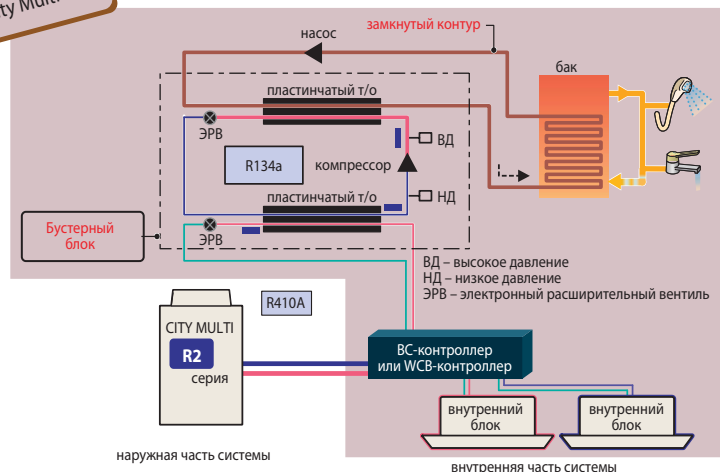 ty Multi
насос
замкнутый контур
бак
пластинчатый т/о
ЭРВ
ВД
R134a
компрессор
пластинчатый т/о
НД
Бустерный
блок
ЭРВ
ВД – высокое давление
НД – низкое давление
ЭРВ – электронный расширительный вентиль
R410A
CITY MULTI
R2
серия
BC-контроллер
или WCB-контроллер
внутренний
блок
внутренний
блок
наружная часть системы
внутренняя часть системы